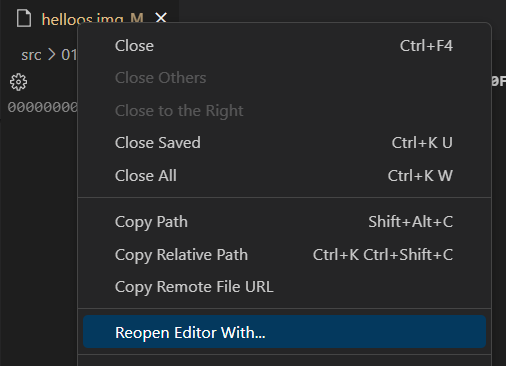 helloos.img M
src > 01
Close Ctrl+F4
Close Others
Close to the Right
Close Saved Ctrl+K U
Close All Ctrl+K W
Copy Path Shift+Alt+C
Copy Relative Path Ctrl+K Ctrl+Shift+C
Copy Remote File URL
Reopen Editor With...
00000000
0F